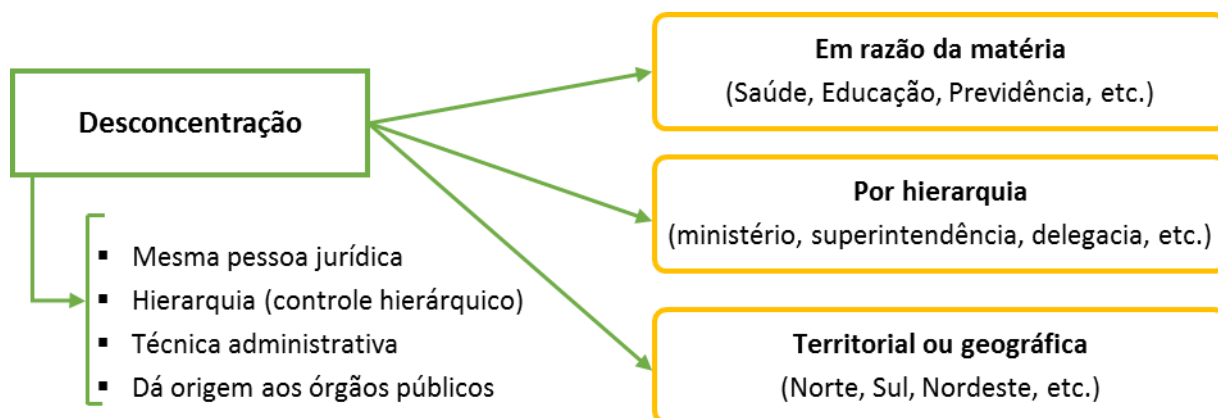 Desconcentração
▪ Mesma pessoa jurídica
▪ Hierarquia (controle hierárquico)
▪ Técnica administrativa
▪ Dá origem aos órgãos públicos
Em razão da matéria
(Saúde, Educação, Previdência, etc.)
Por hierarquia
(ministério, superintendência, delegacia, etc.)
Territorial ou geográfica
(Norte, Sul, Nordeste, etc.)